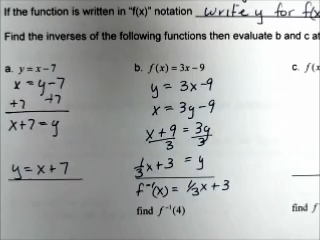 If the function is written in "f(x)" notation write y for f(x
Find the inverses of the following functions then evaluate b and c at
a. y = x – 7
x = y-7
+7 +7
x+7 = y
y = x + 7
b. f(x) = 3x – 9
y = 3x-9
x = 3y-9
x + 9 = 3y
3 3
1/3x+3 = y
f⁻¹(x) = 1/3x + 3
find f⁻¹(4)
c. f(x
find f